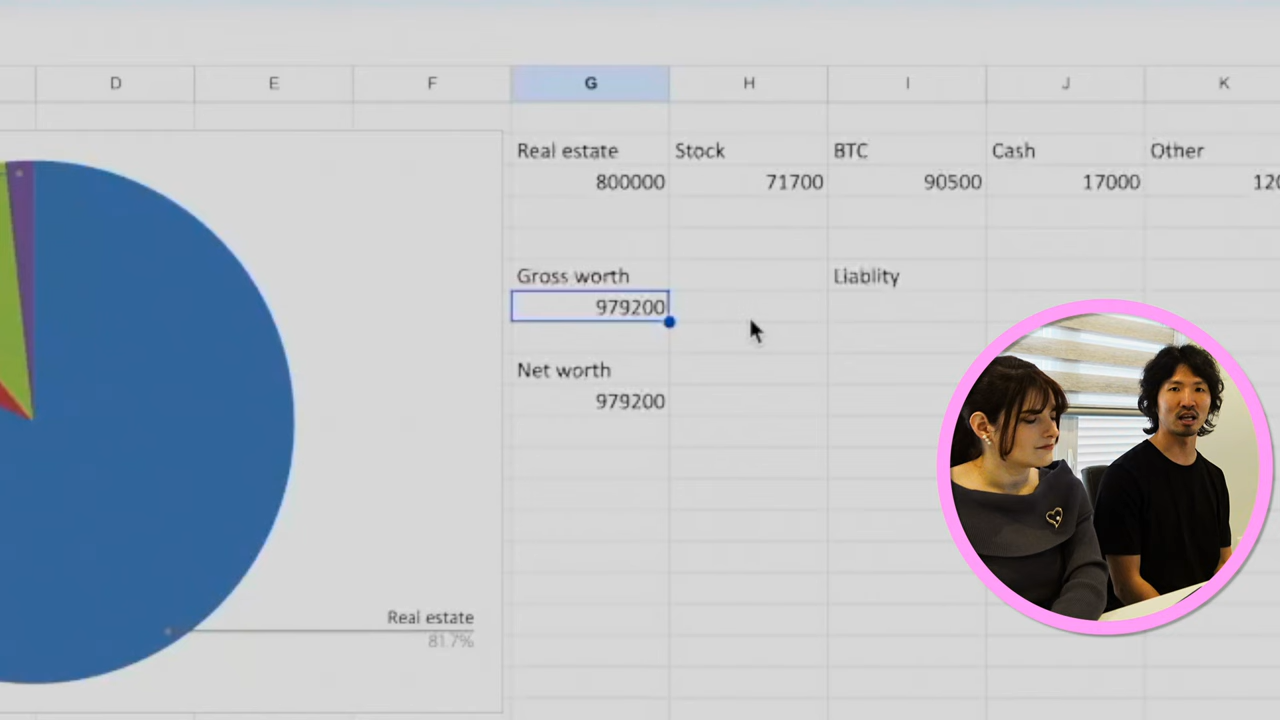 D E F G H I J K
Real estate Stock BTC Cash Other
800000 71700 90500 17000
Gross worth Liablity
979200
Net worth
979200
Real estate
81.7%